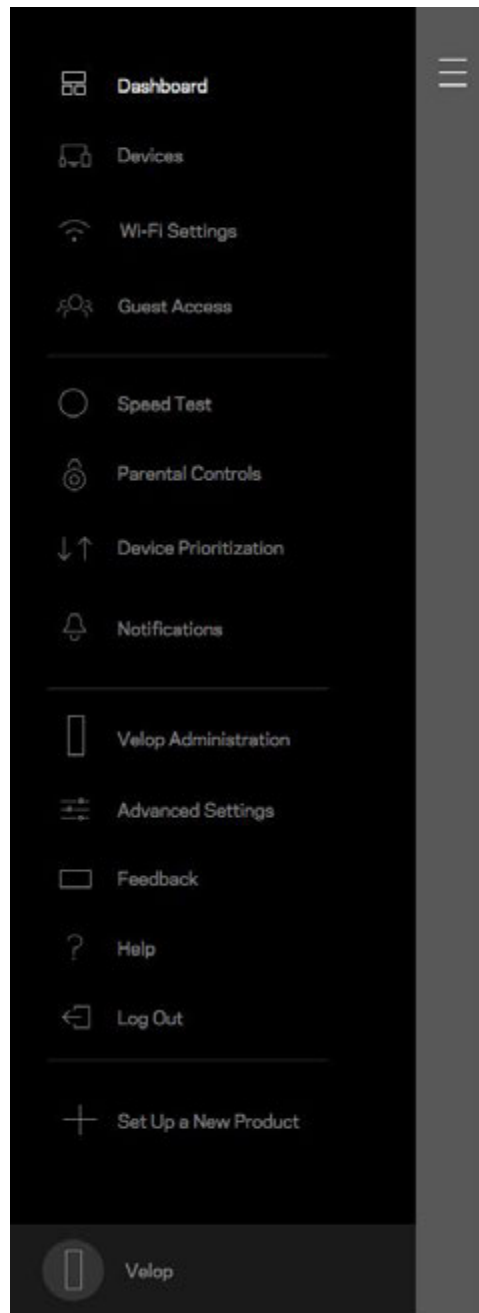 Dashboard
Devices
Wi-Fi Settings
Guest Access
Speed Test
Parental Controls
Device Prioritization
Notifications
Velop Administration
Advanced Settings
Feedback
Help
Log Out
Set Up a New Product
Velop